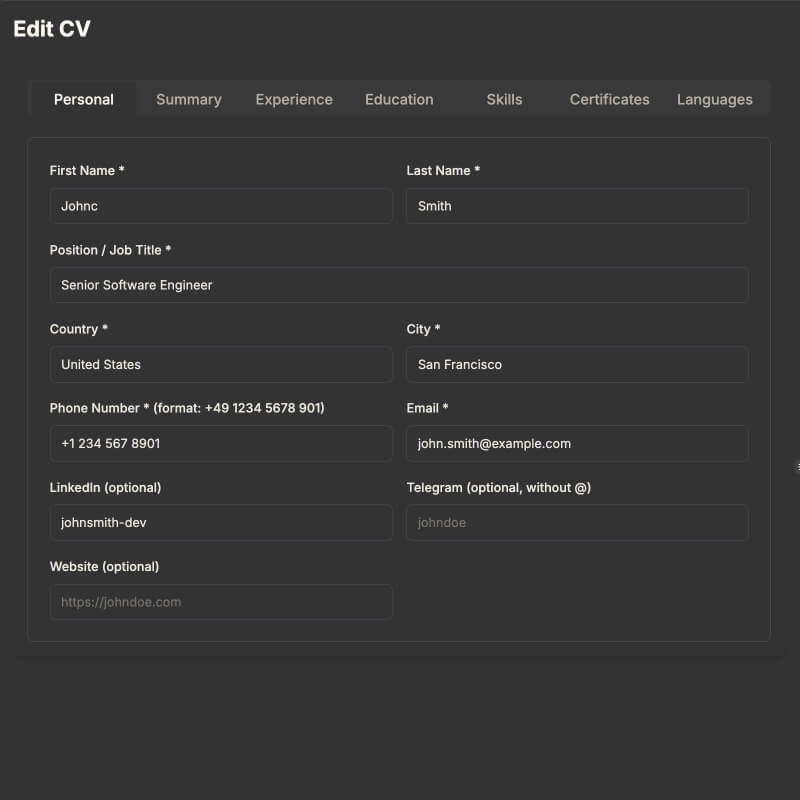 Edit CV
Personal Summary Experience Education Skills Certificates Languages
First Name * Last Name *
Johnc Smith
Position / Job Title *
Senior Software Engineer
Country * City *
United States San Francisco
Phone Number * (format: +49 1234 5678 901) Email *
+1 234 567 8901 john.smith@example.com
LinkedIn (optional) Telegram (optional, without @)
johnsmith-dev johndoe
Website (optional)
https://johndoe.com